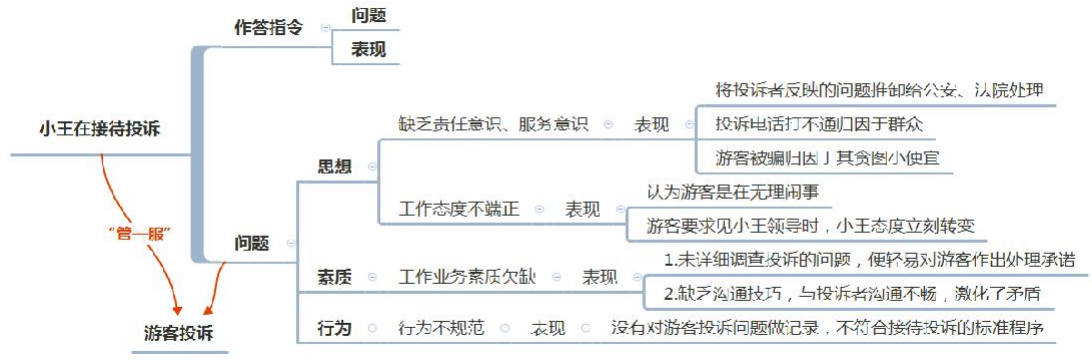 小王在接待投诉
"管—服"
游客投诉
作答指令
问题
表现
问题
思想
缺乏责任意识、服务意识
表现
将投诉者反映的问题推卸给公安、法院处理
投诉电话打不通归因于群众
游客被骗归因于其贪图小便宜
工作态度不端正
表现
认为游客是在无理闹事
游客要求见小王领导时，小王态度立刻转变
素质
工作业务素质欠缺
表现
1.未详细调查投诉的问题，便轻易对游客作出处理承诺
2.缺乏沟通技巧，与投诉者沟通不畅，激化了矛盾
行为
行为不规范
表现
没有对游客投诉问题做记录，不符合接待投诉的标准程序